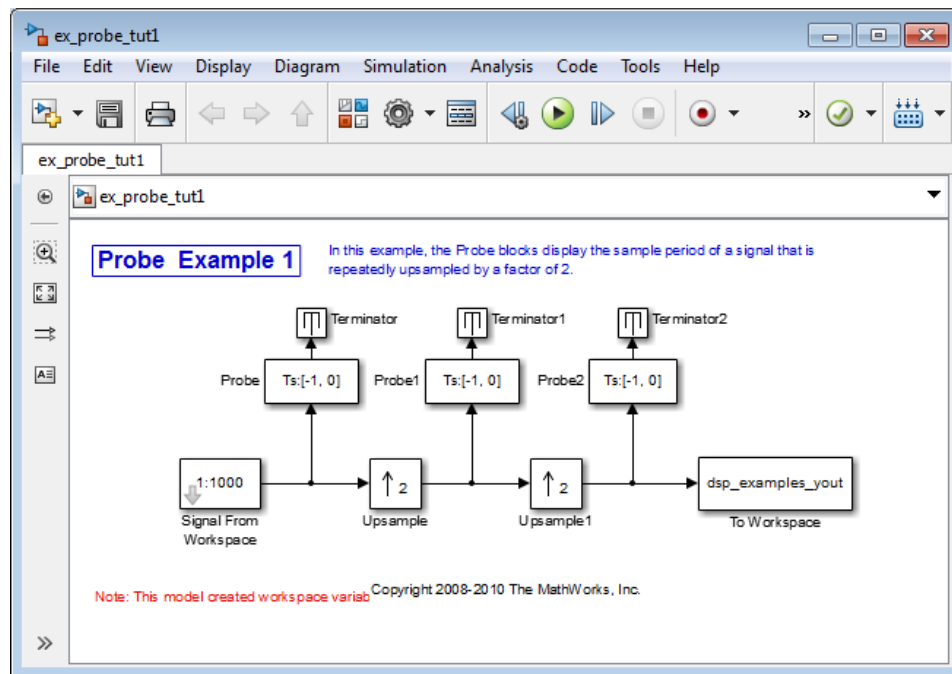 ex_probe_tut1
File Edit View Display Diagram Simulation Analysis Code Tools Help
»
ex_probe_tut1
ex_probe_tut1
Probe Example 1
In this example, the Probe blocks display the sample period of a signal that is
repeatedly upsampled by a factor of 2.
Terminator Terminator1 Terminator2
Probe Ts:[-1, 0] Probe1 Ts:[-1, 0] Probe2 Ts:[-1, 0]
1:1000 2 2 dsp_examples_yout
Signal From Upsample Upsample1 To Workspace
Workspace
Note: This model created workspace variab Copyright 2008-2010 The MathWorks, Inc.
»